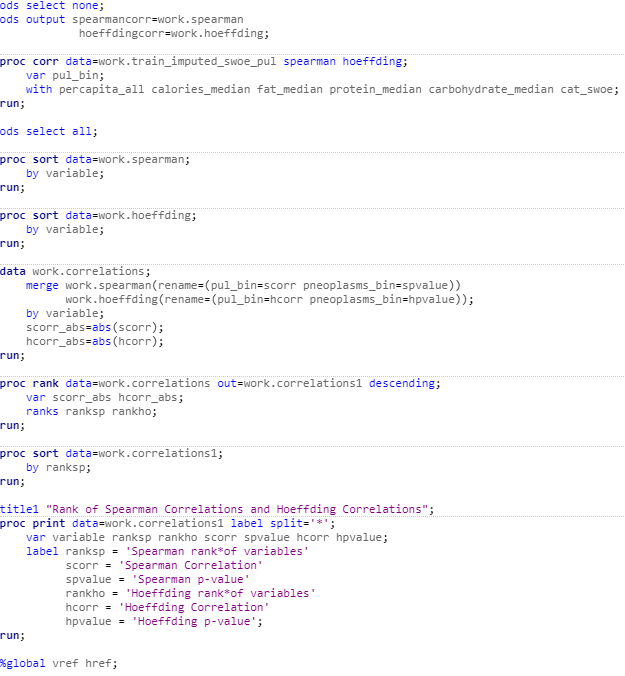 ods select none;
ods output spearmancorr=work.spearman
hoeffdingcorr=work.hoeffding;
proc corr data=work.train_imputed_swoe_pul spearman hoeffding;
var pul_bin;
with percapita_all calories_median fat_median protein_median carbohydrate_median cat_swoe;
run;
ods select all;
proc sort data=work.spearman;
by variable;
run;
proc sort data=work.hoeffding;
by variable;
run;
data work.correlations;
merge work.spearman(rename=(pul_bin=scorr pneoplasms_bin=spvalue))
work.hoeffding(rename=(pul_bin=hcorr pneoplasms_bin=hpvalue));
by variable;
scorr_abs=abs(scorr);
hcorr_abs=abs(hcorr);
run;
proc rank data=work.correlations out=work.correlations1 descending;
var scorr_abs hcorr_abs;
ranks ranksp rankho;
run;
proc sort data=work.correlations1;
by ranksp;
run;
title1 "Rank of Spearman Correlations and Hoeffding Correlations";
proc print data=work.correlations1 label split='*';
var variable ranksp rankho scorr spvalue hcorr hpvalue;
label ranksp = 'Spearman rank*of variables'
scorr = 'Spearman Correlation'
spvalue = 'Spearman p-value'
rankho = 'Hoeffding rank*of variables'
hcorr = 'Hoeffding Correlation'
hpvalue = 'Hoeffding p-value';
run;
%global vref href;